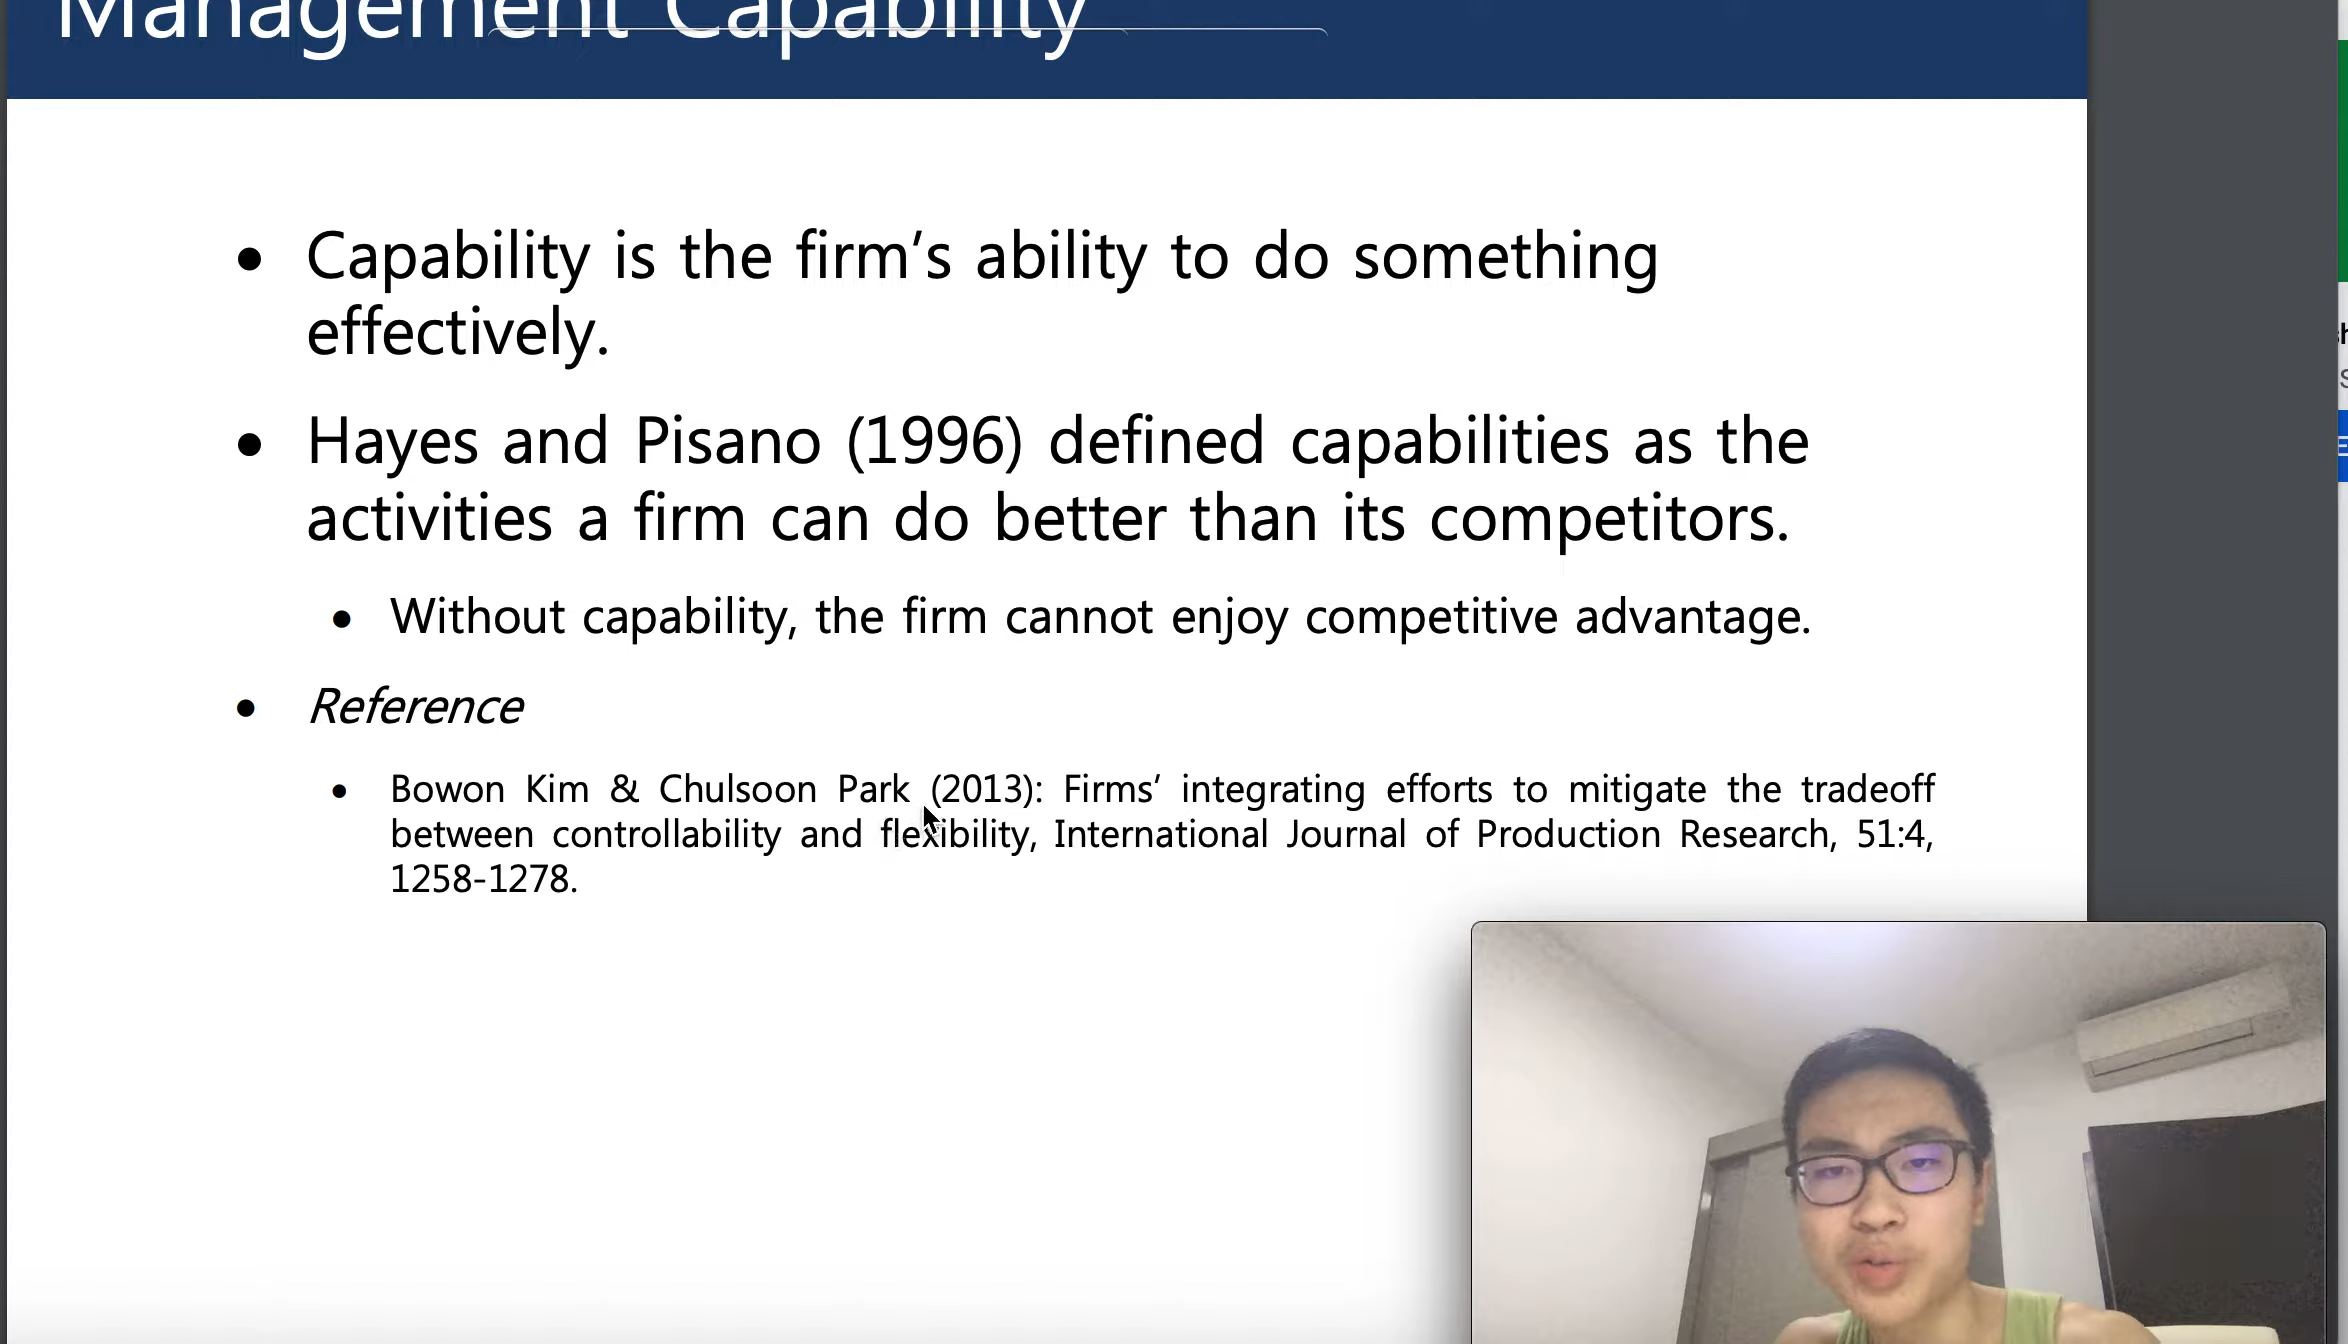 Management Capability
• Capability is the firm’s ability to do something
effectively.
• Hayes and Pisano (1996) defined capabilities as the
activities a firm can do better than its competitors.
• Without capability, the firm cannot enjoy competitive advantage.
• Reference
• Bowon Kim & Chulsoon Park (2013): Firms’ integrating efforts to mitigate the tradeoff
between controllability and flexibility, International Journal of Production Research, 51:4,
1258-1278.